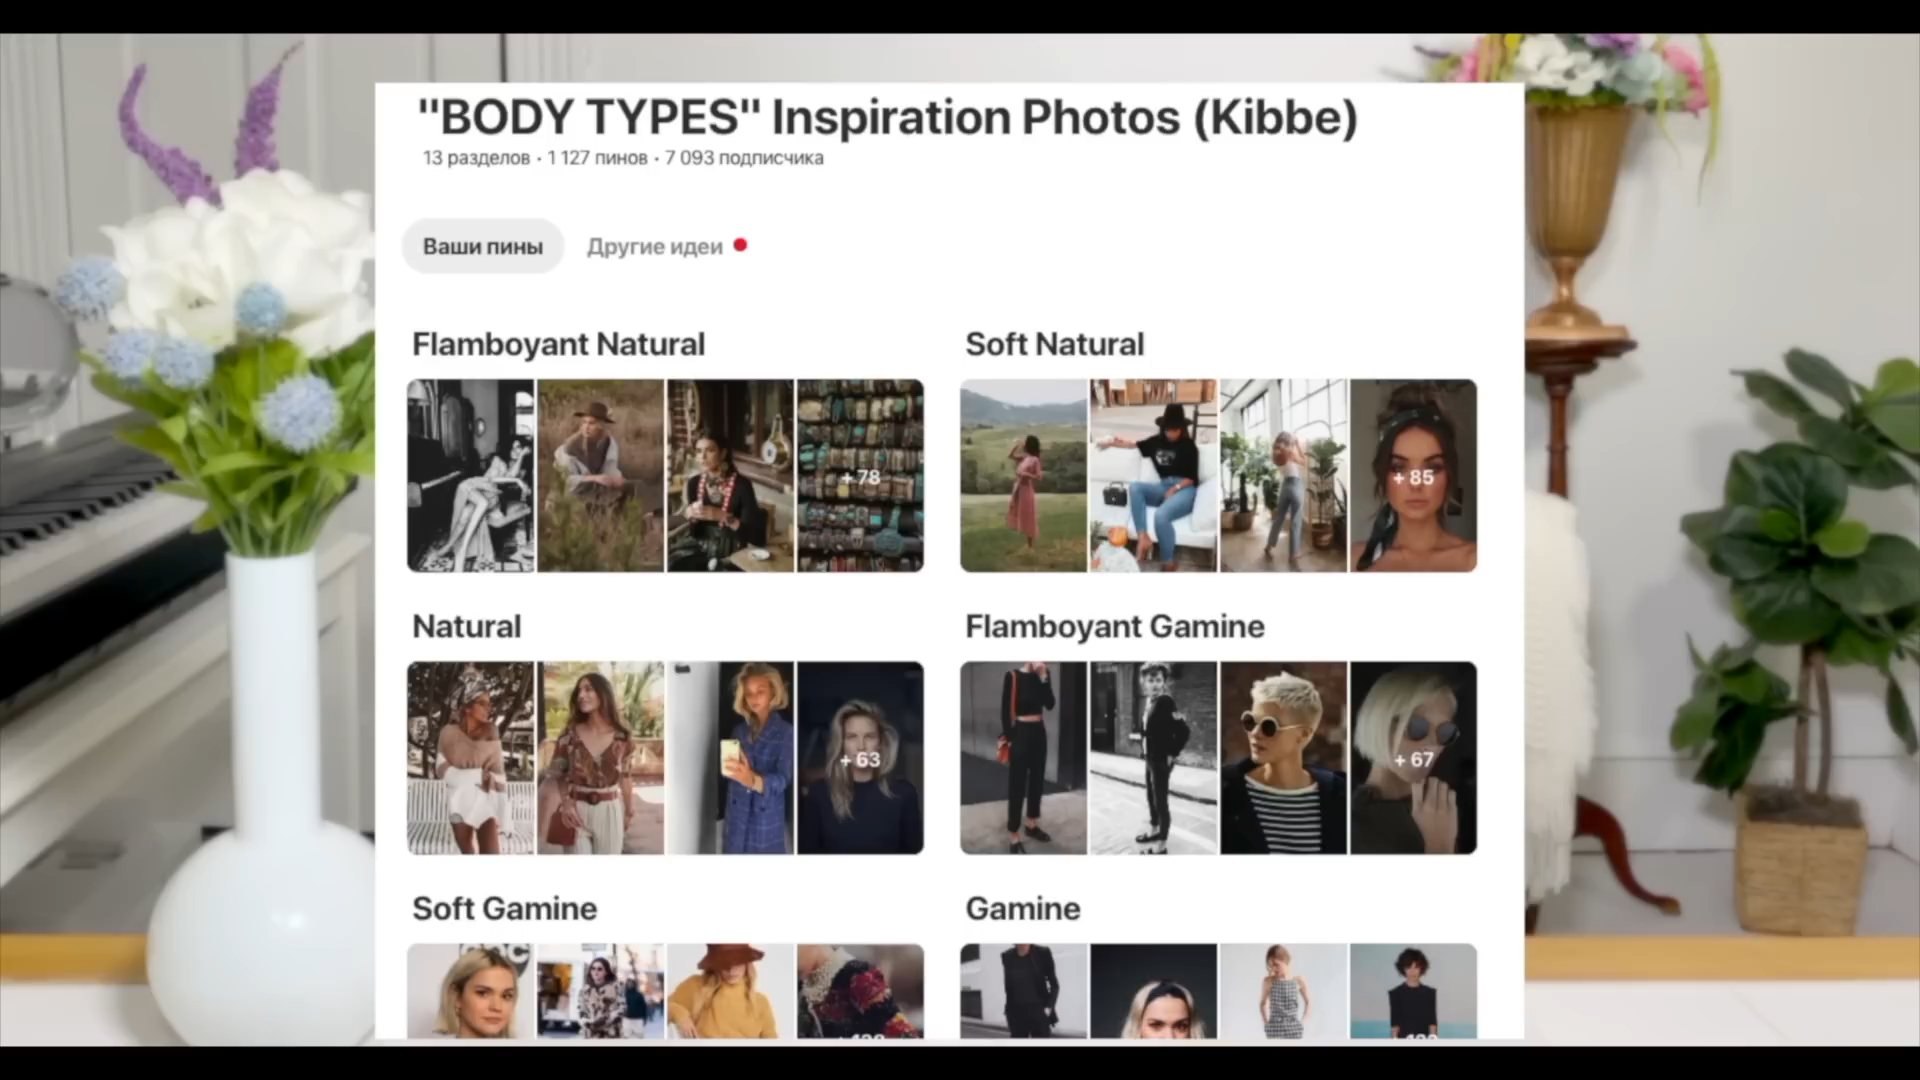 "BODY TYPES" Inspiration Photos (Kibbe)
13 разделов · 1 127 пинов · 7 093 подписчика
Ваши пины
Другие идеи
Flamboyant Natural
Soft Natural
+ 78
+ 85
Natural
Flamboyant Gamine
+ 63
+ 67
Soft Gamine
Gamine